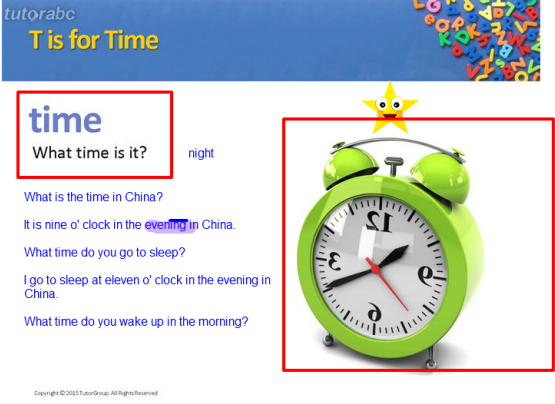 tutorabc
T is for Time
time
What time is it?
night
What is the time in China?
It is nine o' clock in the evening in China.
What time do you go to sleep?
I go to sleep at eleven o' clock in the evening in
China.
What time do you wake up in the morning?
12
3
9
6
Copyright © 2015 TutorGroup. All Rights Reserved